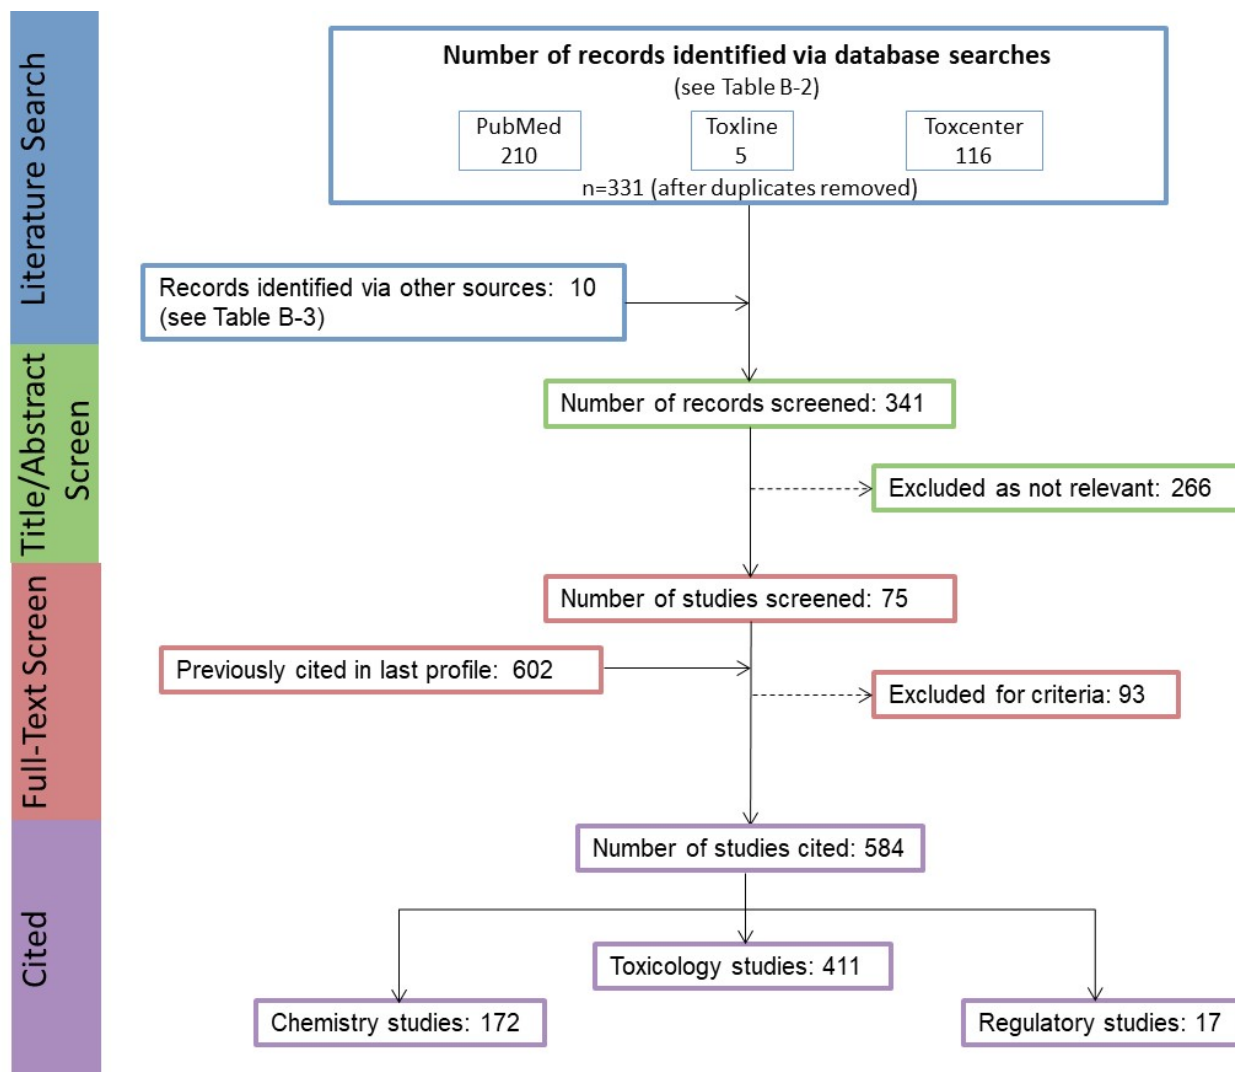 Literature Search
Number of records identified via database searches
(see Table B-2)
PubMed
210
Toxline
5
Toxcenter
116
n=331 (after duplicates removed)
Records identified via other sources: 10
(see Table B-3)
Title/Abstract
Screen
Number of records screened: 341
Excluded as not relevant: 266
Full-Text Screen
Number of studies screened: 75
Previously cited in last profile: 602
Excluded for criteria: 93
Cited
Number of studies cited: 584
Toxicology studies: 411
Chemistry studies: 172
Regulatory studies: 17